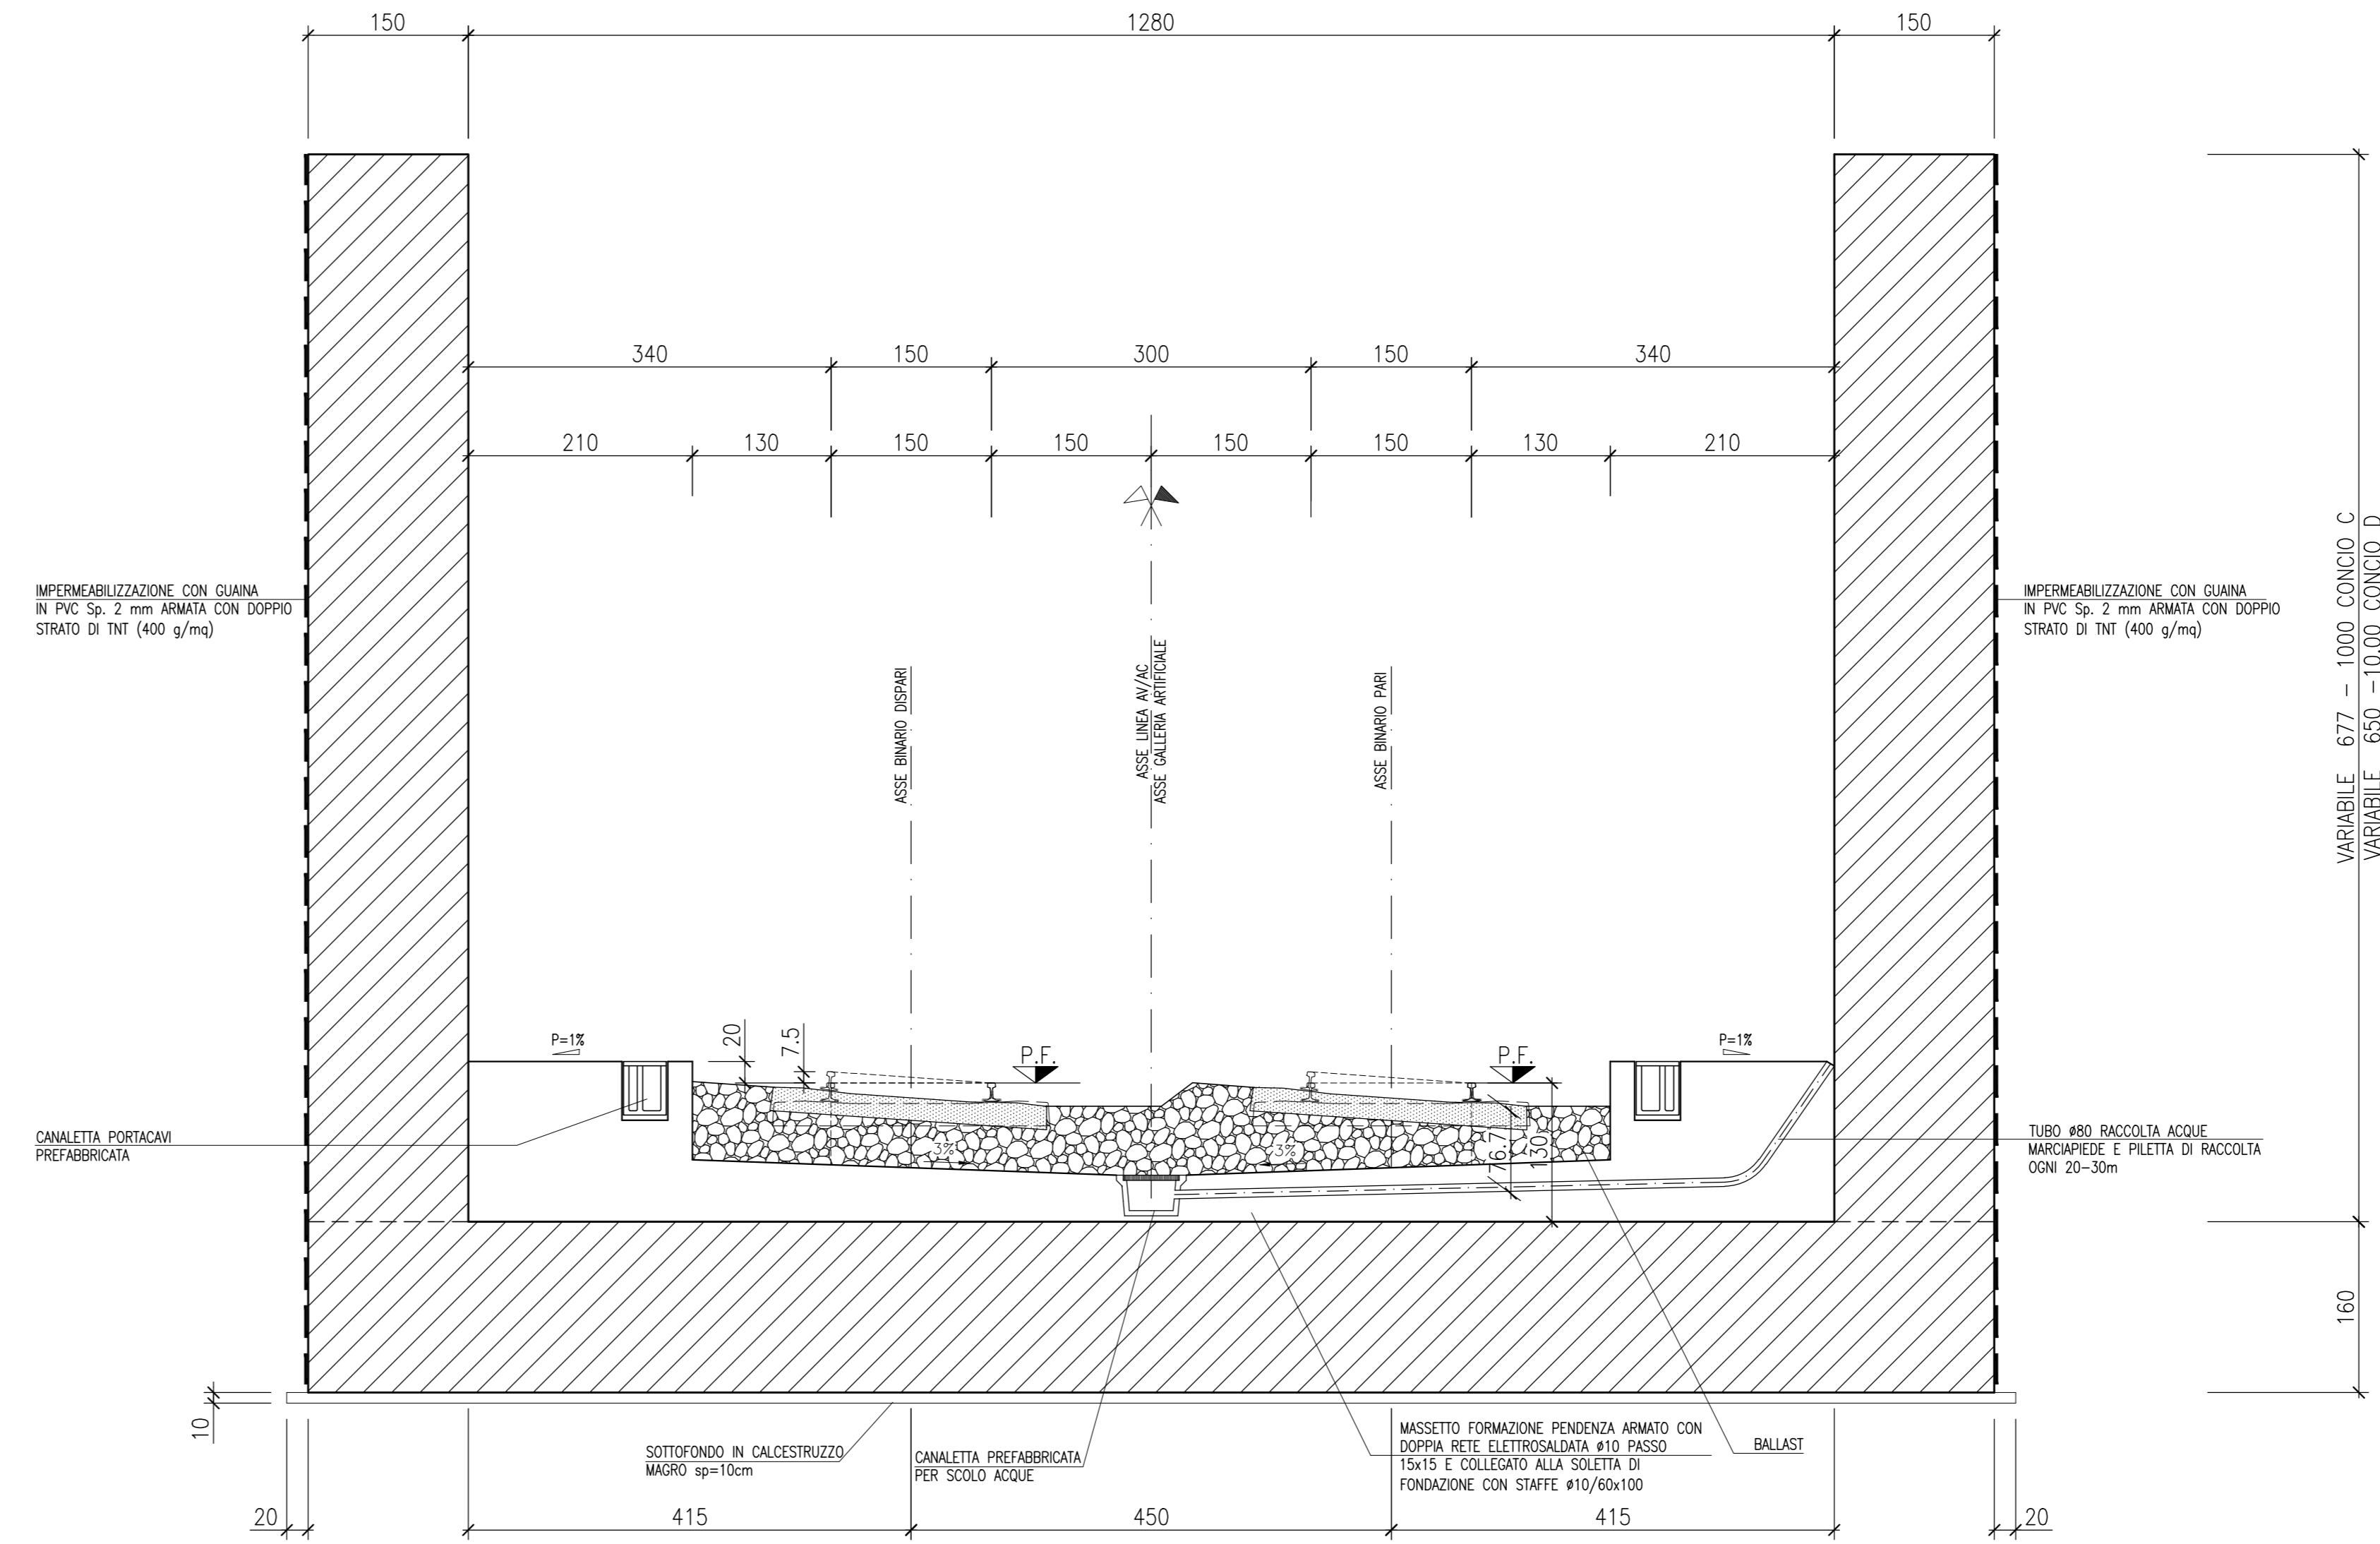 150 1280 150
340 150 300 150 340
210 130 150 150 150 150 130 210
IMPERMEABILIZZAZIONE CON GUAINA
IN PVC Sp. 2 mm ARMATA CON DOPPIO
STRATO DI TNT (400 g/mq)
ASSE BINARIO DISPARI
ASSE LINEA AV/AC
ASSE GALLERIA ARTIFICIALE
ASSE BINARIO PARI
IMPERMEABILIZZAZIONE CON GUAINA
IN PVC Sp. 2 mm ARMATA CON DOPPIO
STRATO DI TNT (400 g/mq)
VARIABILE 677 - 1000 CONCIO C
VARIABILE 650 -10.00 CONCIO D
P=1%
20
7.5
P.F.
P.F.
P=1%
3%
3%
76.7
130
CANALETTA PORTACAVI
PREFABBRICATA
TUBO ø80 RACCOLTA ACQUE
MARCIAPIEDE E PILETTA DI RACCOLTA
OGNI 20-30m
160
10
SOTTOFONDO IN CALCESTRUZZO
MAGRO sp=10cm
CANALETTA PREFABBRICATA
PER SCOLO ACQUE
MASSETTO FORMAZIONE PENDENZA ARMATO CON
DOPPIA RETE ELETTROSALDATA ø10 PASSO
15x15 E COLLEGATO ALLA SOLETTA DI
FONDAZIONE CON STAFFE ø10/60x100
BALLAST
20 415 450 415 20